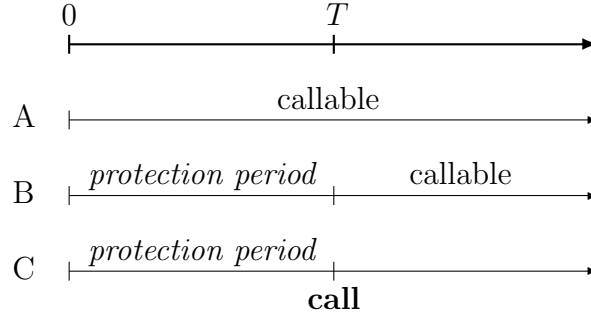 0 T
A callable
B protection period callable
C protection period
call